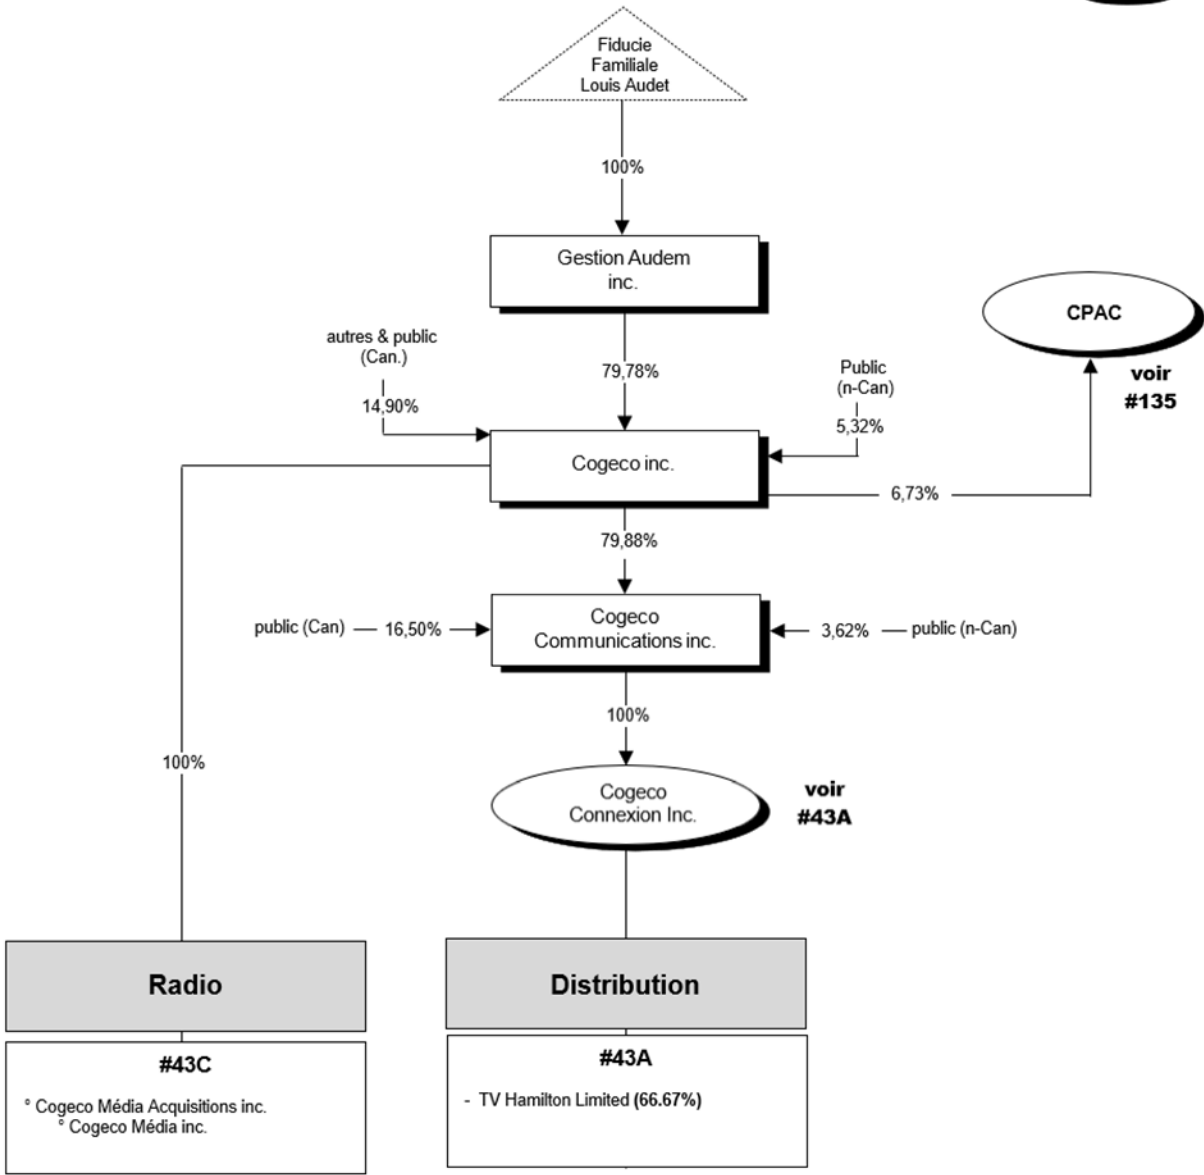 Fiducie
Familiale
Louis Audet
100%
Gestion Audem
inc.
CPAC
voir
#135
autres & public
(Can.)
14,90%
79,78%
Public
(n-Can)
5,32%
Cogeco inc.
6,73%
79,88%
public (Can)
16,50%
Cogeco
Communications inc.
3,62%
public (n-Can)
100%
100%
Cogeco
Connexion Inc.
voir
#43A
Radio
Distribution
#43C
° Cogeco Média Acquisitions inc.
° Cogeco Média inc.
#43A
- TV Hamilton Limited (66.67%)